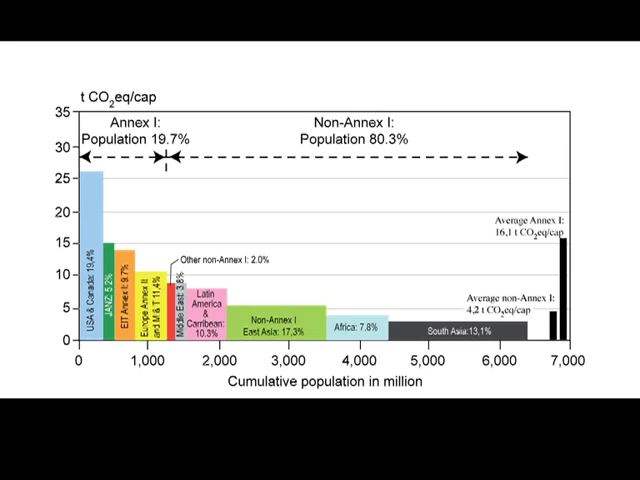 t CO₂eq/cap
35
30
25
20
15
10
5
0
Annex I:
Population 19.7%
Non-Annex I:
Population 80.3%
USA & Canada: 19,4%
JANZ: 5.2%
EIT Annex I: 9.7%
Europe Annex II
and M & T 11,4%
Other non-Annex I: 2.0%
Middle East: 3,8%
Latin
America
&
Carribean:
10.3%
Non-Annex I
East Asia: 17,3%
Africa: 7.8%
South Asia:13,1%
Average Annex I:
16,1 t CO₂eq/cap
Average non-Annex I:
4,2 t CO₂eq/cap
0 1,000 2,000 3,000 4,000 5,000 6,000 7,000
Cumulative population in million